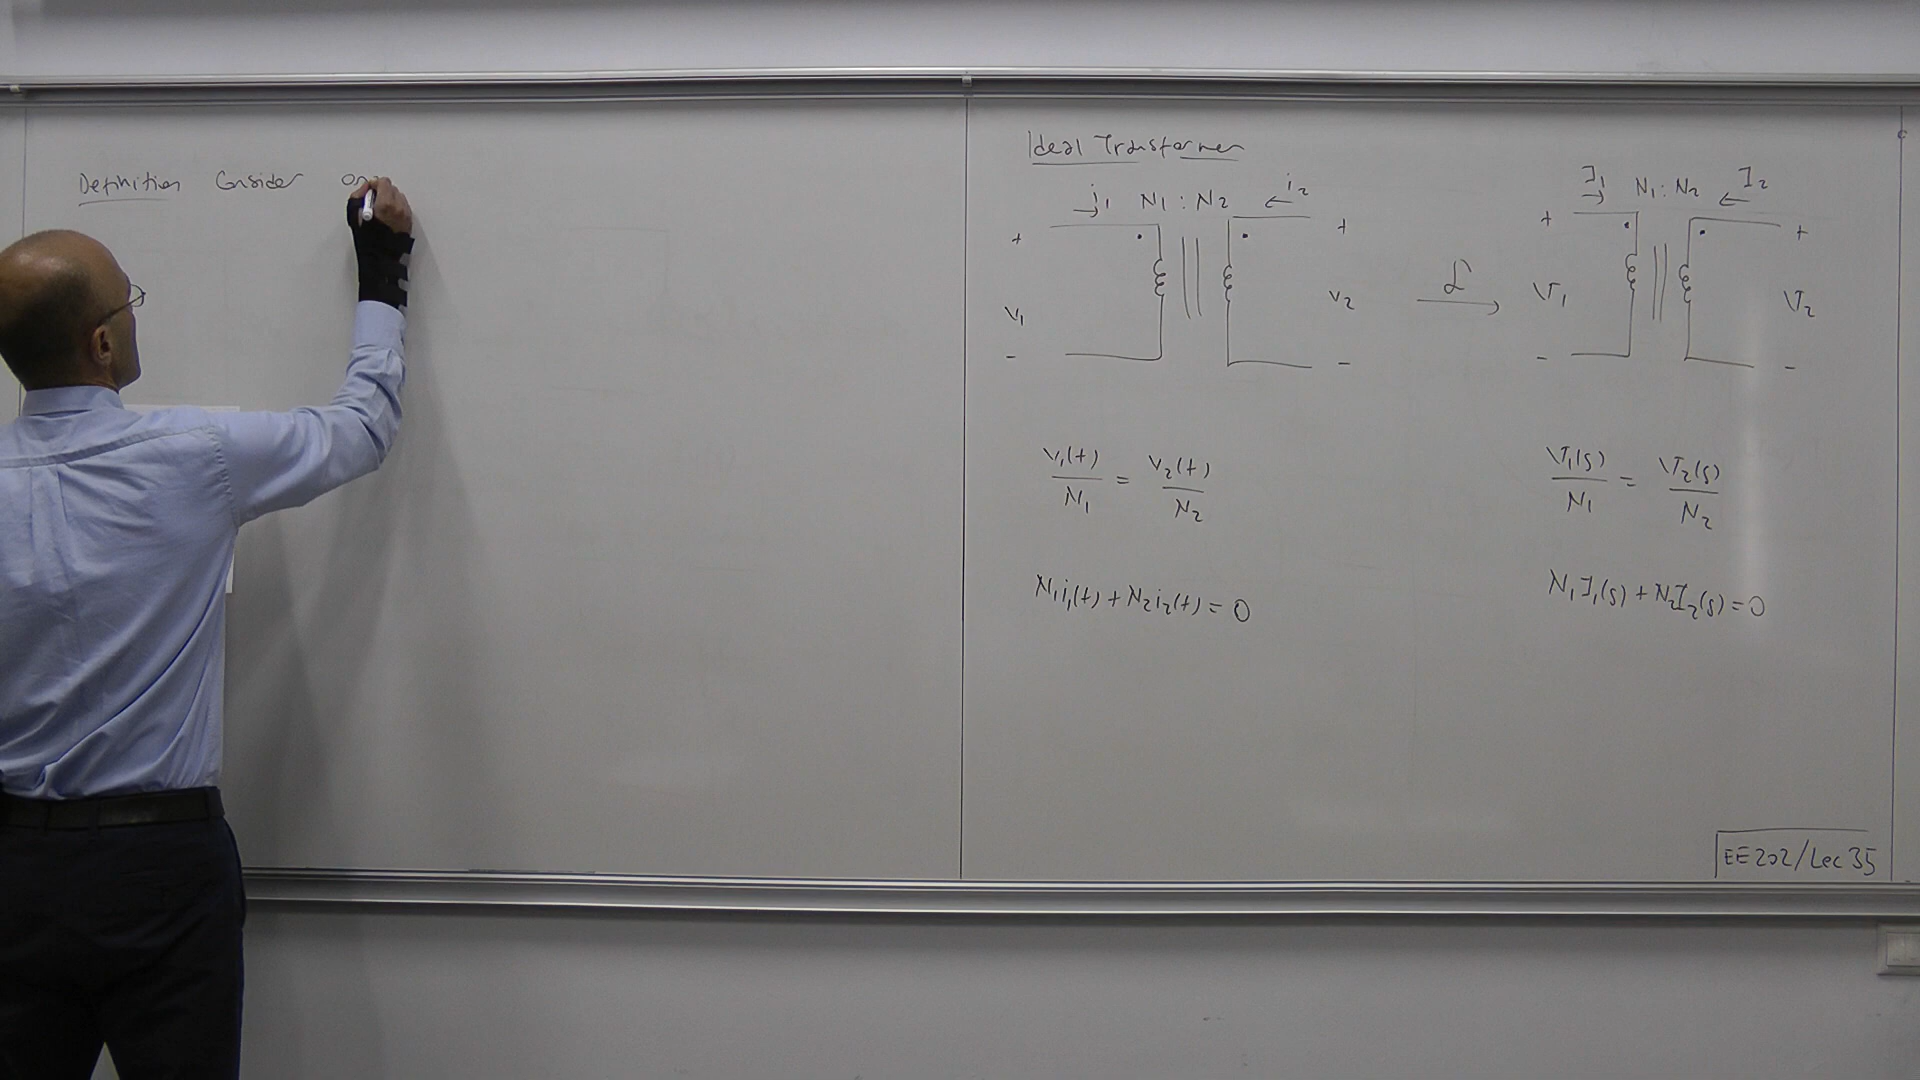 Definition Consider
Ideal Transformer
i₁ N₁ : N₂ i₂
+ +
v₁ v₂
- -
ℒ
I₁ N₁ : N₂ I₂
+ +
V₁ V₂
- -
v₁(t)/N₁ = v₂(t)/N₂
V₁(s)/N₁ = V₂(s)/N₂
N₁i₁(t) + N₂i₂(t) = 0
N₁I₁(s) + N₂I₂(s) = 0
EE202/Lec 35